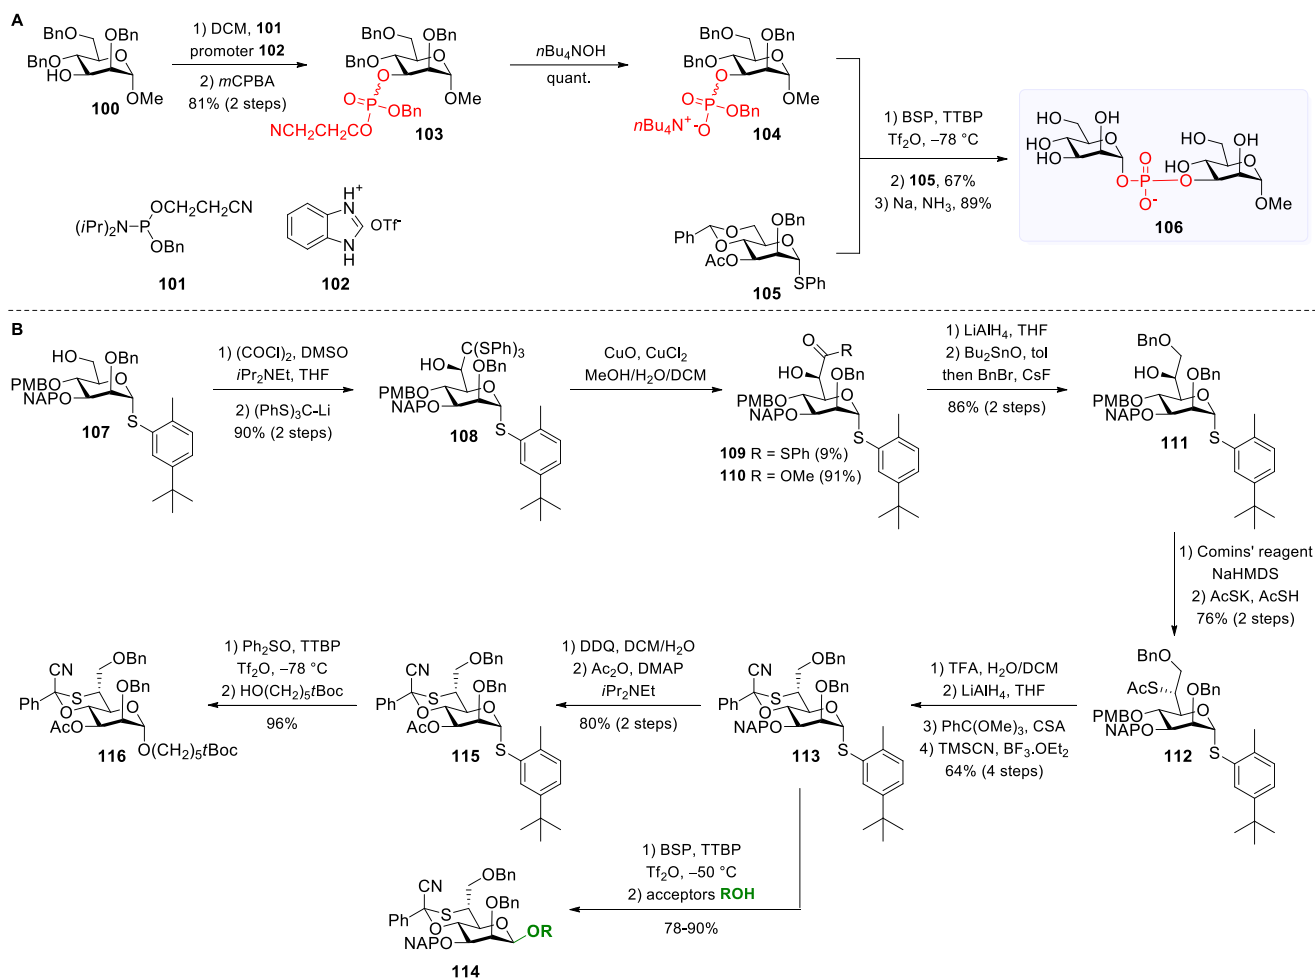 A
BnO
OBn
BnO
HO
O
OMe
100
1) DCM, 101
promoter 102
2) mCPBA
81% (2 steps)
BnO
OBn
BnO
O
O
OMe
O
P
OBn
NCH2CH2CO
103
nBu4NOH
quant.
BnO
OBn
BnO
O
O
OMe
O
P
OBn
nBu4N+-O
104
1) BSP, TTBP
Tf2O, –78 °C
2) 105, 67%
3) Na, NH3, 89%
HO
OH
HO
HO
O
O
O
P
O-
O
HO
OH
HO
O
OMe
106
OCH2CH2CN
(iPr)2N-P
OBn
101
H+
N
OTf-
N
H
102
OBn
Ph
O
O
O
AcO
SPh
105
B
HO
OBn
PMBO
NAPO
O
S
107
1) (COCl)2, DMSO
iPr2NEt, THF
2) (PhS)3C-Li
90% (2 steps)
C(SPh)3
HO
OBn
PMBO
NAPO
O
S
108
CuO, CuCl2
MeOH/H2O/DCM
O
R
HO
OBn
PMBO
NAPO
O
S
109 R = SPh (9%)
110 R = OMe (91%)
1) LiAlH4, THF
2) Bu2SnO, tol
then BnBr, CsF
86% (2 steps)
BnO
HO
OBn
PMBO
NAPO
O
S
111
1) Comins' reagent
NaHMDS
2) AcSK, AcSH
76% (2 steps)
BnO
AcS
OBn
PMBO
NAPO
O
S
112
1) TFA, H2O/DCM
2) LiAlH4, THF
3) PhC(OMe)3, CSA
4) TMSCN, BF3.OEt2
64% (4 steps)
CN
OBn
S
OBn
Ph
O
O
NAPO
S
113
1) DDQ, DCM/H2O
2) Ac2O, DMAP
iPr2NEt
80% (2 steps)
CN
OBn
S
OBn
Ph
O
O
AcO
S
115
1) Ph2SO, TTBP
Tf2O, –78 °C
2) HO(CH2)5tBoc
96%
CN
OBn
S
OBn
Ph
O
O
AcO
O(CH2)5tBoc
116
1) BSP, TTBP
Tf2O, –50 °C
2) acceptors ROH
78-90%
CN
OBn
S
OBn
Ph
O
O
NAPO
OR
114